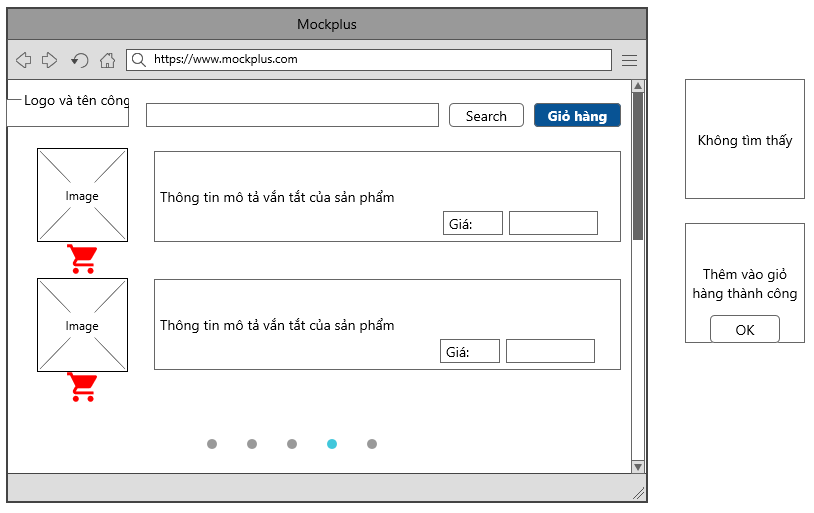 Mockplus
https://www.mockplus.com
Logo và tên công
Search
Giỏ hàng
Image
Thông tin mô tả vắn tắt của sản phẩm
Giá:
Image
Thông tin mô tả vắn tắt của sản phẩm
Giá:
Không tìm thấy
Thêm vào giỏ
hàng thành công
OK